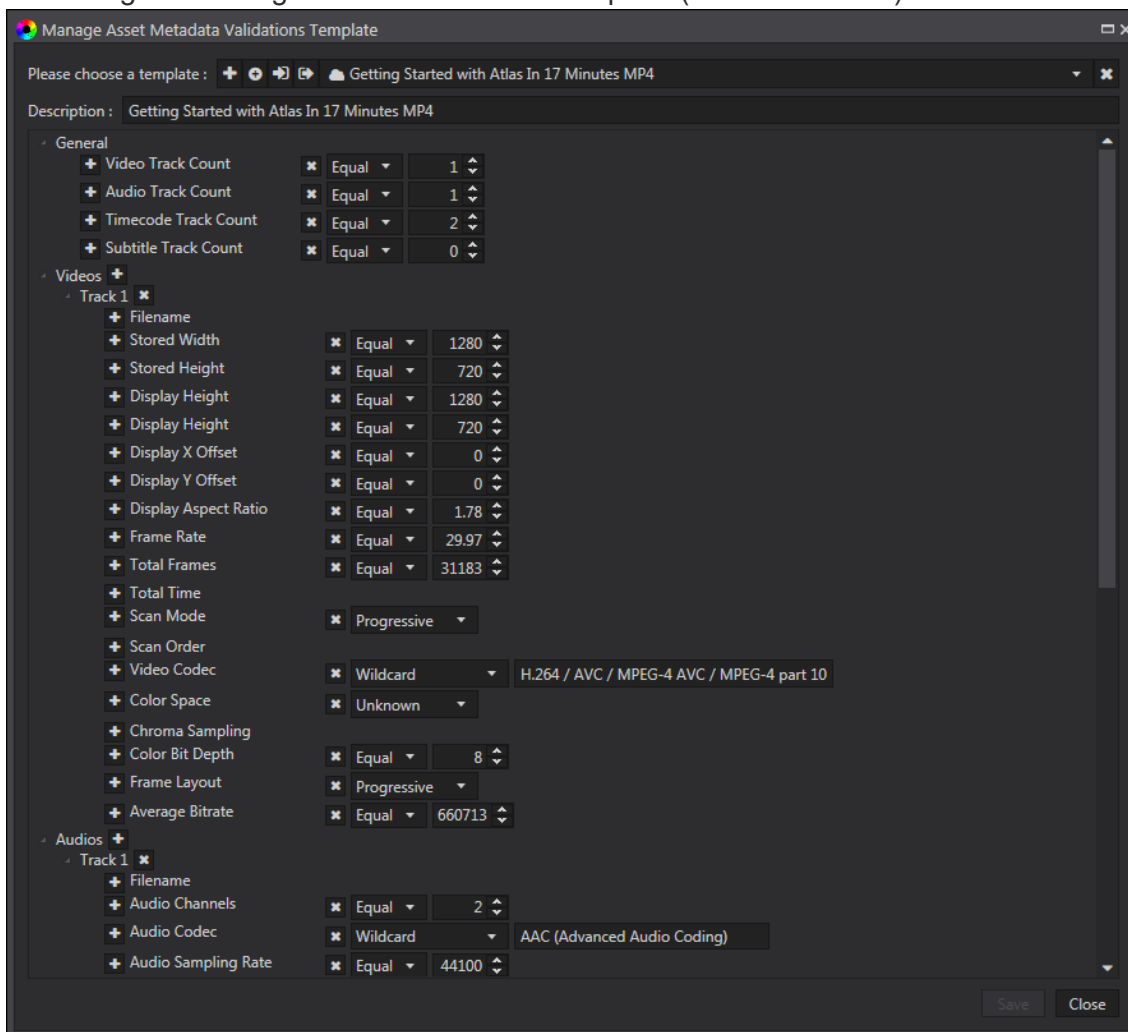 Manage Asset Metadata Validations Template
Please choose a template : Getting Started with Atlas In 17 Minutes MP4
Description : Getting Started with Atlas In 17 Minutes MP4
General
Video Track Count Equal 1
Audio Track Count Equal 1
Timecode Track Count Equal 2
Subtitle Track Count Equal 0
Videos
Track 1
Filename
Stored Width Equal 1280
Stored Height Equal 720
Display Height Equal 1280
Display Height Equal 720
Display X Offset Equal 0
Display Y Offset Equal 0
Display Aspect Ratio Equal 1.78
Frame Rate Equal 29.97
Total Frames Equal 31183
Total Time
Scan Mode Progressive
Scan Order
Video Codec Wildcard H.264 / AVC / MPEG-4 AVC / MPEG-4 part 10
Color Space Unknown
Chroma Sampling
Color Bit Depth Equal 8
Frame Layout Progressive
Average Bitrate Equal 660713
Audios
Track 1
Filename
Audio Channels Equal 2
Audio Codec Wildcard AAC (Advanced Audio Coding)
Audio Sampling Rate Equal 44100
Save Close